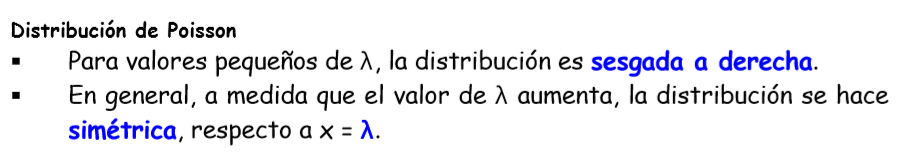 Distribución de Poisson
▪ Para valores pequeños de λ, la distribución es sesgada a derecha.
▪ En general, a medida que el valor de λ aumenta, la distribución se hace
simétrica, respecto a x = λ.